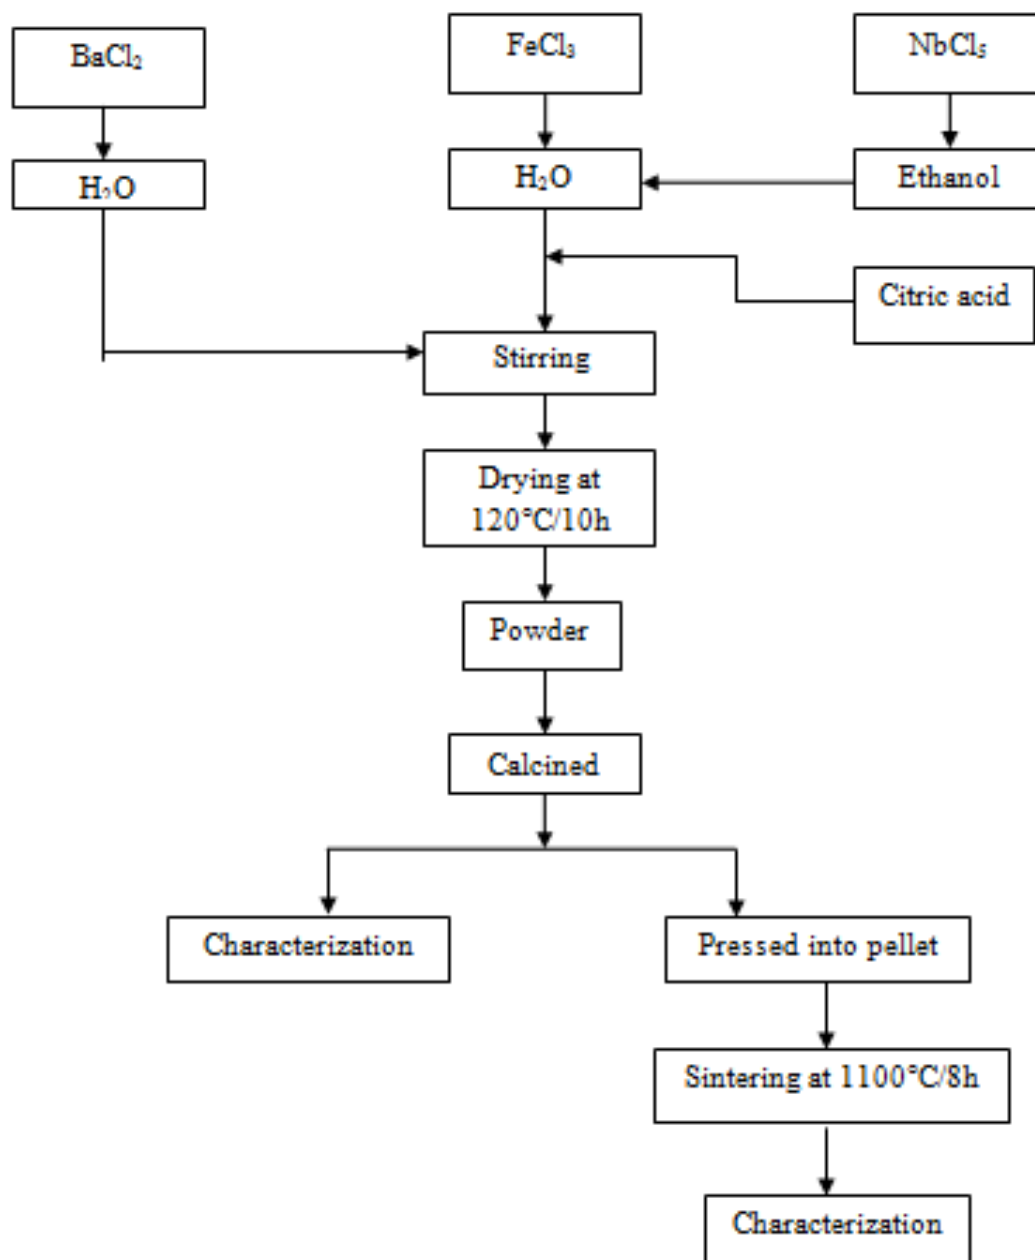 BaCl₂
FeCl₃
NbCl₅
H₂O
H₂O
Ethanol
Citric acid
Stirring
Drying at
120°C/10h
Powder
Calcined
Characterization
Pressed into pellet
Sintering at 1100°C/8h
Characterization